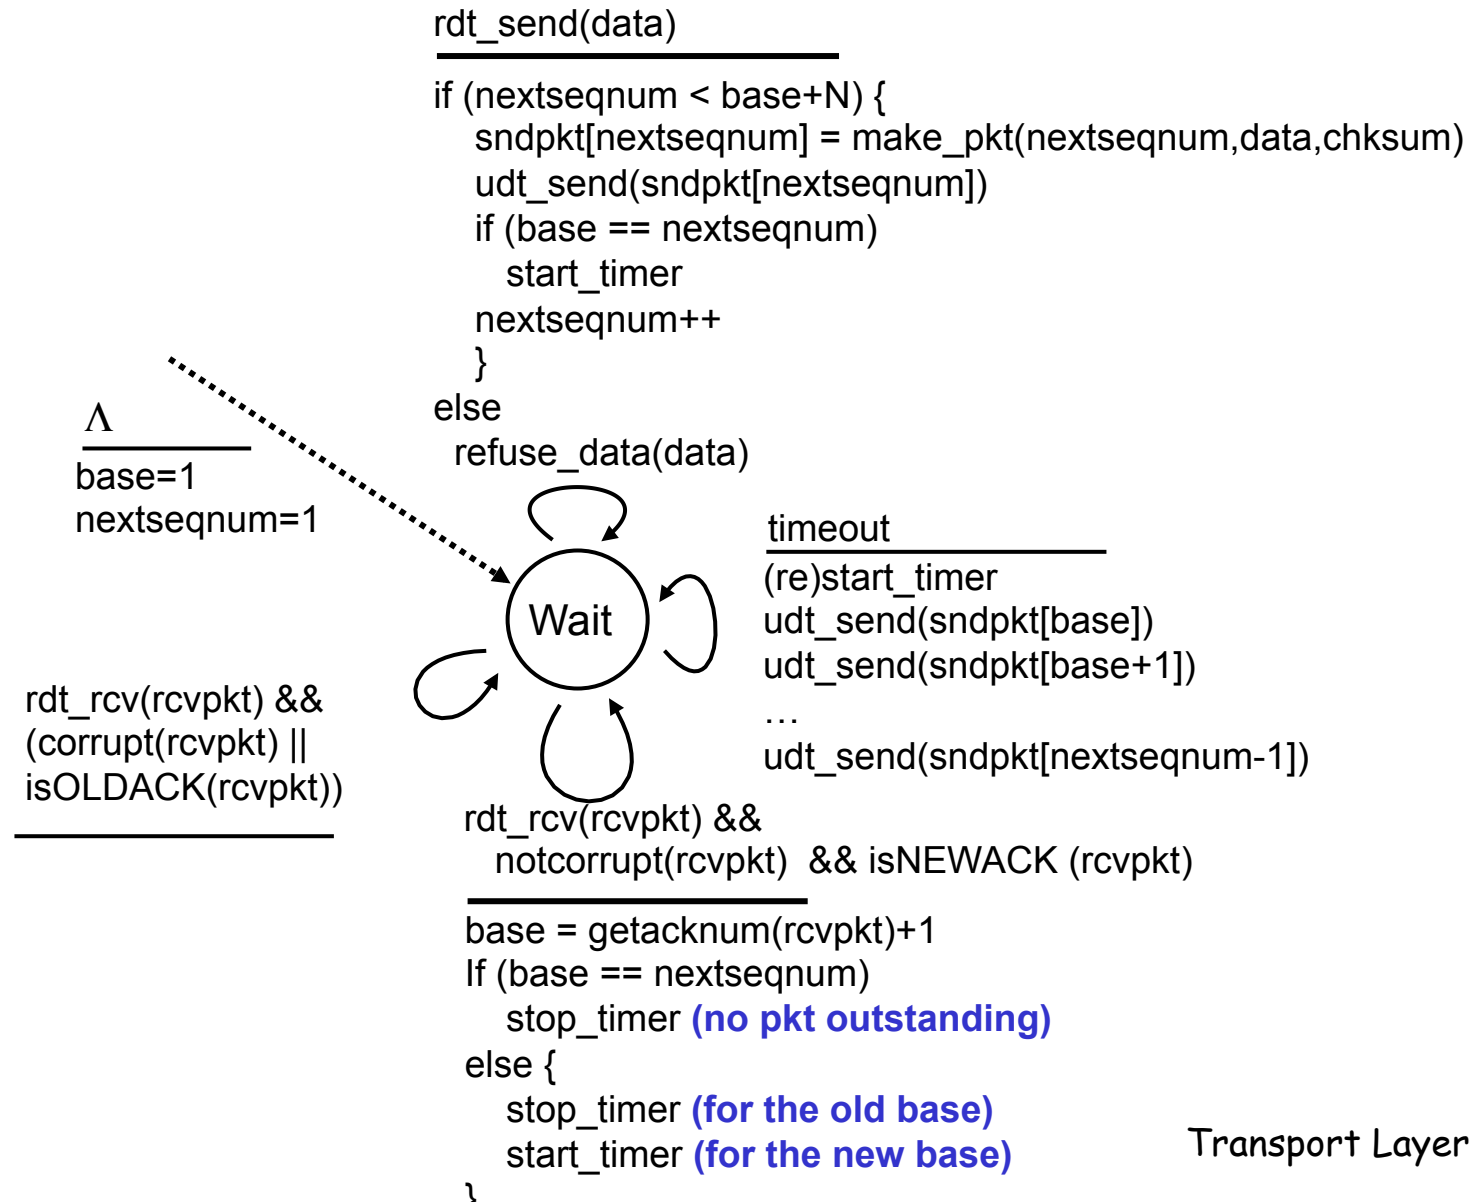 rdt_send(data)
if (nextseqnum < base+N) {
sndpkt[nextseqnum] = make_pkt(nextseqnum,data,chksum)
udt_send(sndpkt[nextseqnum])
if (base == nextseqnum)
start_timer
nextseqnum++
}
else
refuse_data(data)
Λ
base=1
nextseqnum=1
Wait
timeout
(re)start_timer
udt_send(sndpkt[base])
udt_send(sndpkt[base+1])
…
udt_send(sndpkt[nextseqnum-1])
rdt_rcv(rcvpkt) &&
(corrupt(rcvpkt) ||
isOLDACK(rcvpkt))
rdt_rcv(rcvpkt) &&
notcorrupt(rcvpkt) && isNEWACK (rcvpkt)
base = getacknum(rcvpkt)+1
If (base == nextseqnum)
stop_timer (no pkt outstanding)
else {
stop_timer (for the old base)
start_timer (for the new base)
}
Transport Layer